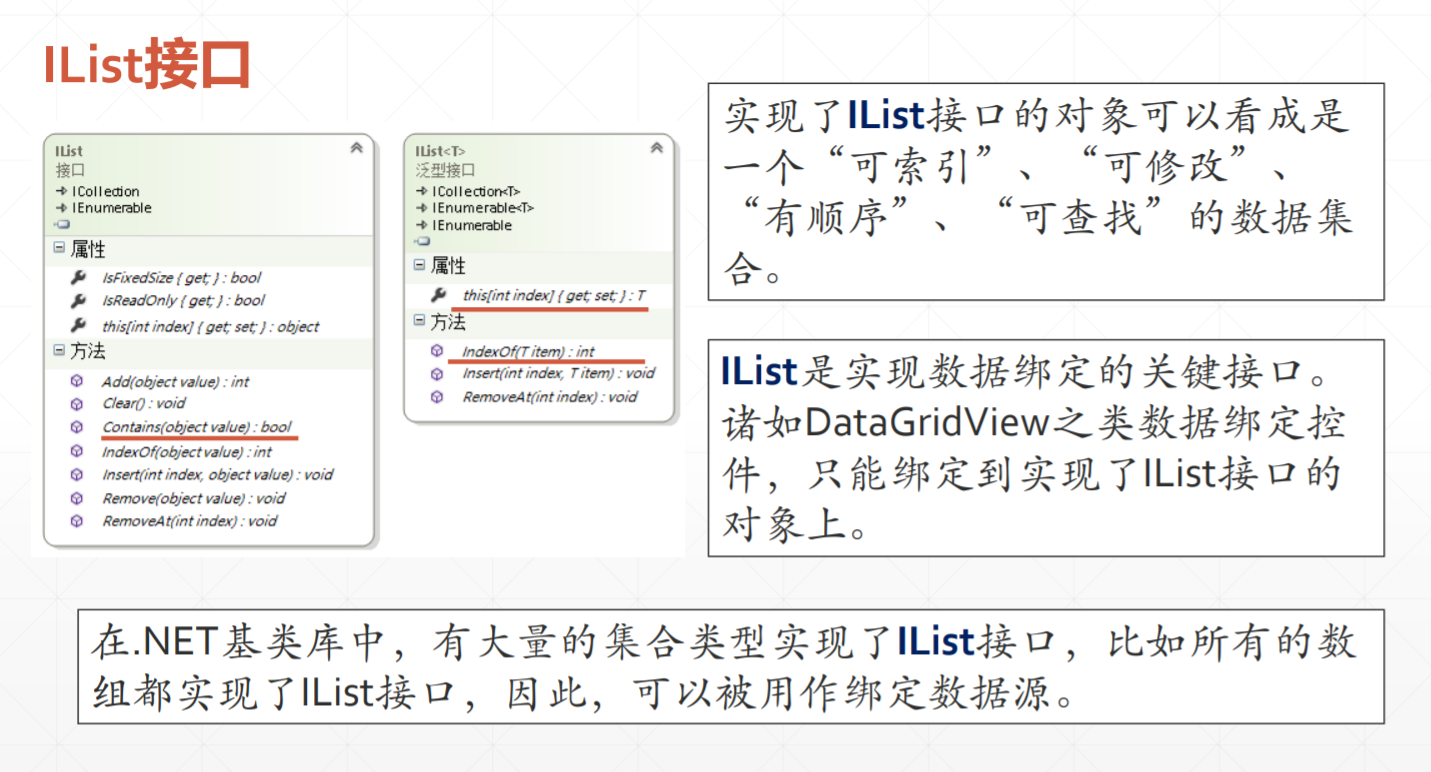 IList接口
IList
接口
ICollection
IEnumerable
属性
IsFixedSize { get; } : bool
IsReadOnly { get; } : bool
this[int index] { get; set; } : object
方法
Add(object value) : int
Clear() : void
Contains(object value) : bool
IndexOf(object value) : int
Insert(int index, object value) : void
Remove(object value) : void
RemoveAt(int index) : void
IList<T>
泛型接口
ICollection<T>
IEnumerable<T>
IEnumerable
属性
this[int index] { get; set; } : T
方法
IndexOf(T item) : int
Insert(int index, T item) : void
RemoveAt(int index) : void
实现了IList接口的对象可以看成是
一个“可索引”、“可修改”、
“有顺序”、“可查找”的数据集
合。
IList是实现数据绑定的关键接口。
诸如DataGridView之类数据绑定控
件，只能绑定到实现了IList接口的
对象上。
在.NET基类库中，有大量的集合类型实现了IList接口，比如所有的数
组都实现了IList接口，因此，可以被用作绑定数据源。